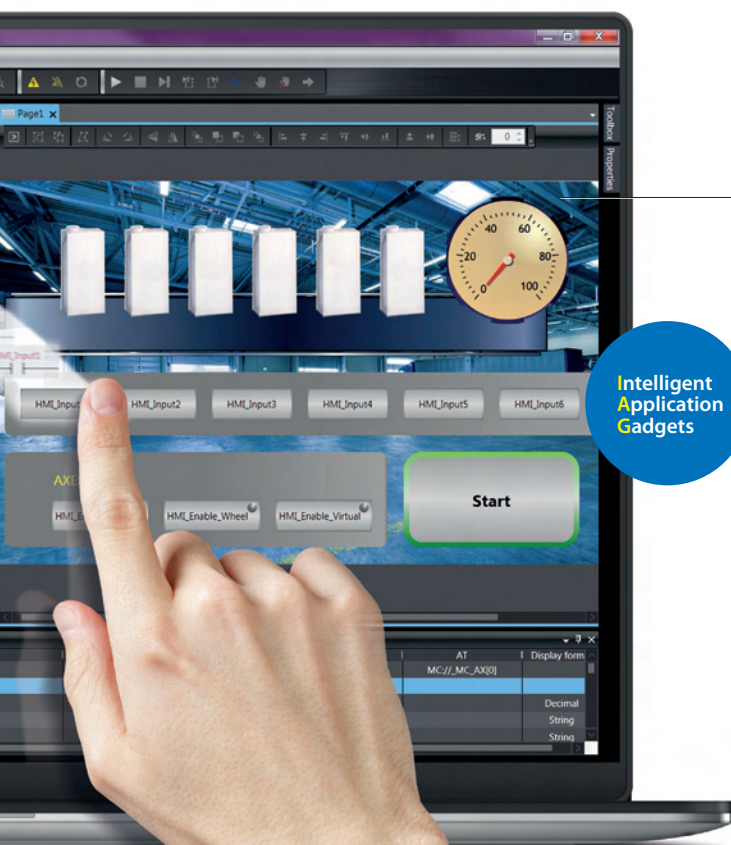 Page1
Toolbox
Properties
0
40 60
20 80
0 100
HMI_Input1
HMI_Input2 HMI_Input3 HMI_Input4 HMI_Input5 HMI_Input6
Intelligent
Application
Gadgets
HMI_Enable_Wheel HMI_Enable_Virtual
Start
AT Display form
MC://_MC_AX[0]
Decimal
String
String